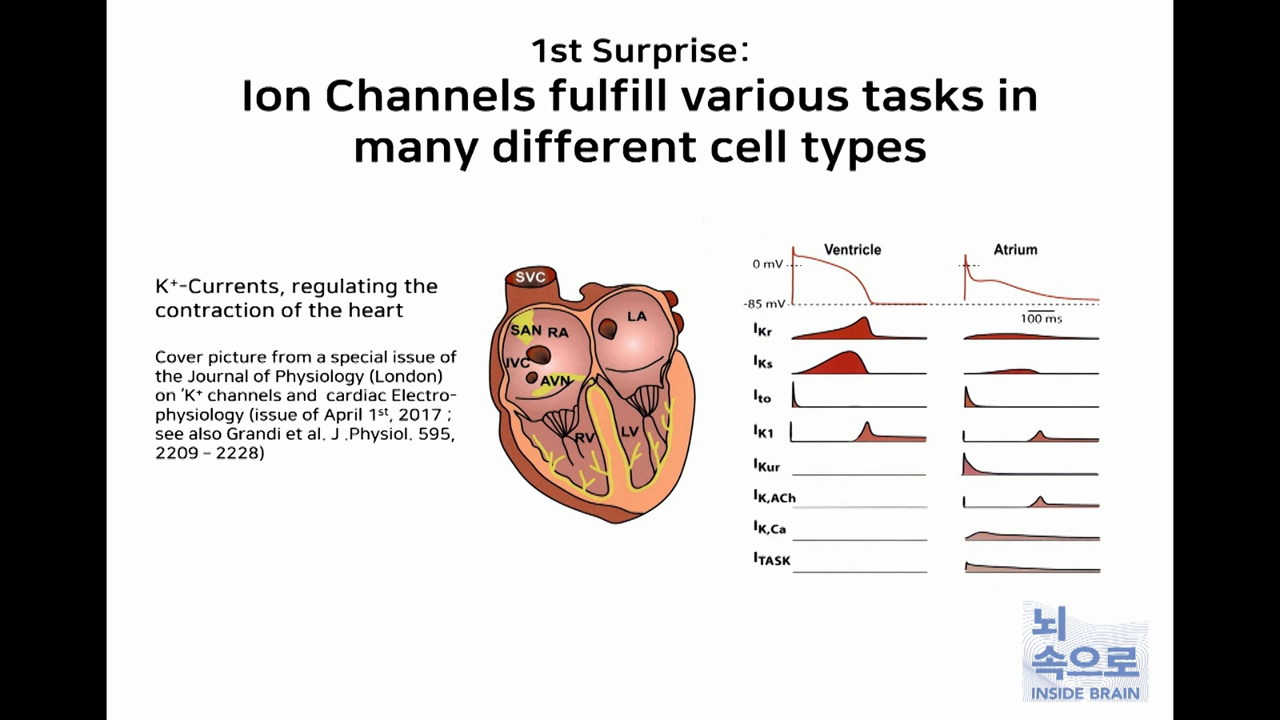 1st Surprise:
Ion Channels fulfill various tasks in
many different cell types
K⁺-Currents, regulating the
contraction of the heart
Cover picture from a special issue of
the Journal of Physiology (London)
on ‘K⁺ channels and cardiac Electro-
physiology (issue of April 1ˢᵗ, 2017 ;
see also Grandi et al. J .Physiol. 595,
2209 – 2228)
SVC
SAN RA
LA
IVC
AVN
RV
LV
Ventricle
Atrium
0 mV
-85 mV
100 ms
IKr
IKs
Ito
IK1
IKur
IK,ACh
IK,Ca
ITASK
뇌
속으로
INSIDE BRAIN